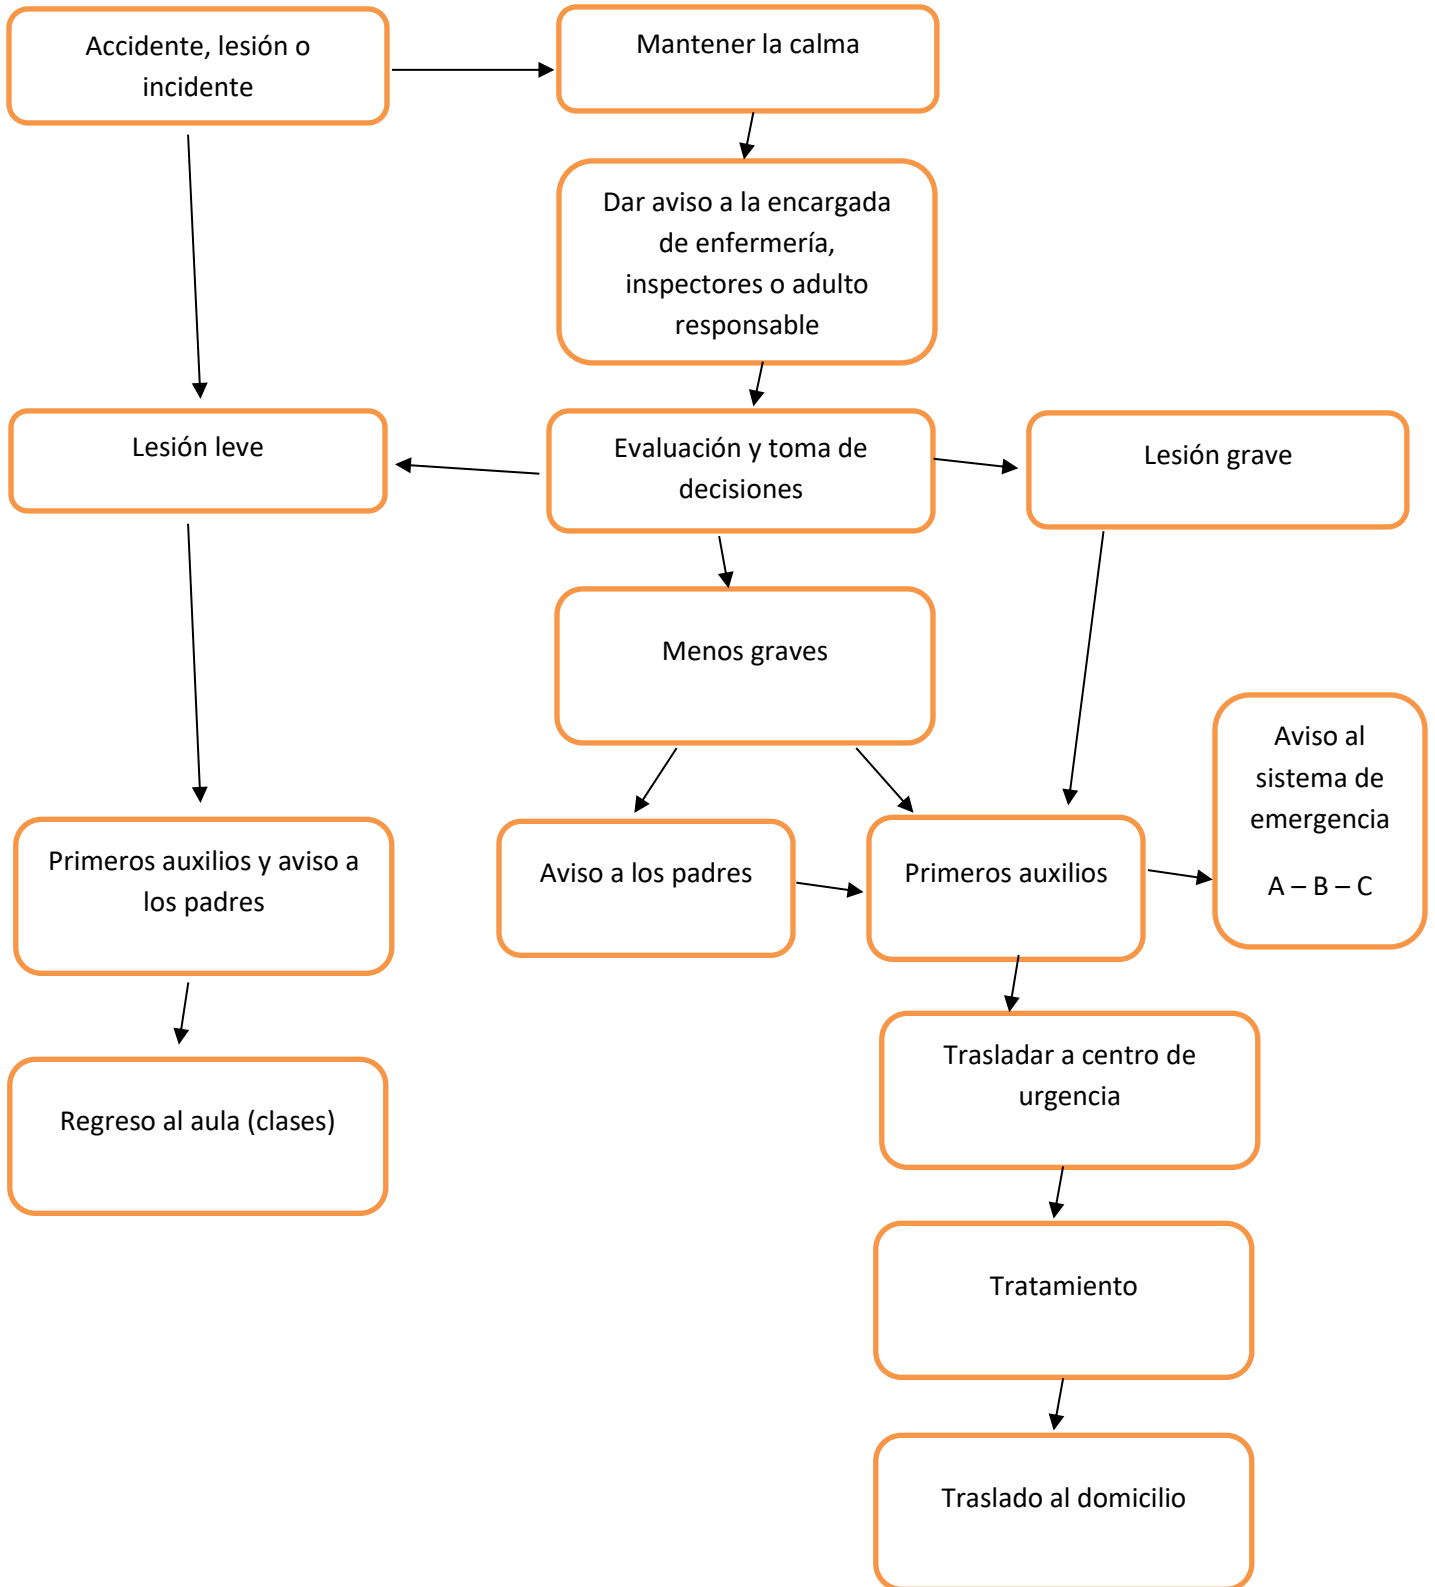 Accidente, lesión o
incidente
Mantener la calma
Dar aviso a la encargada
de enfermería,
inspectores o adulto
responsable
Lesión leve
Evaluación y toma de
decisiones
Lesión grave
Menos graves
Aviso al
sistema de
emergencia
A – B – C
Primeros auxilios y aviso a
los padres
Aviso a los padres
Primeros auxilios
Trasladar a centro de
urgencia
Regreso al aula (clases)
Tratamiento
Traslado al domicilio